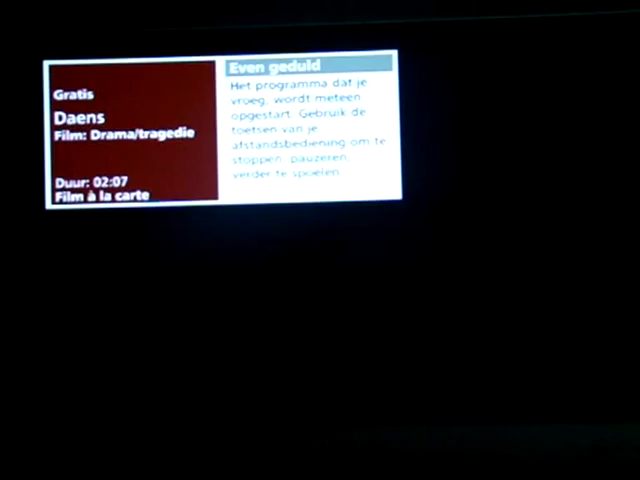 Gratis
Daens
Film: Drama/tragedie
Duur: 02:07
Film à la carte
Even geduld
Het programma dat je
vroeg, wordt meteen
opgestart. Gebruik de
toetsen van je
afstandsbediening om te
stoppen, pauzeren,
verder te spoelen.